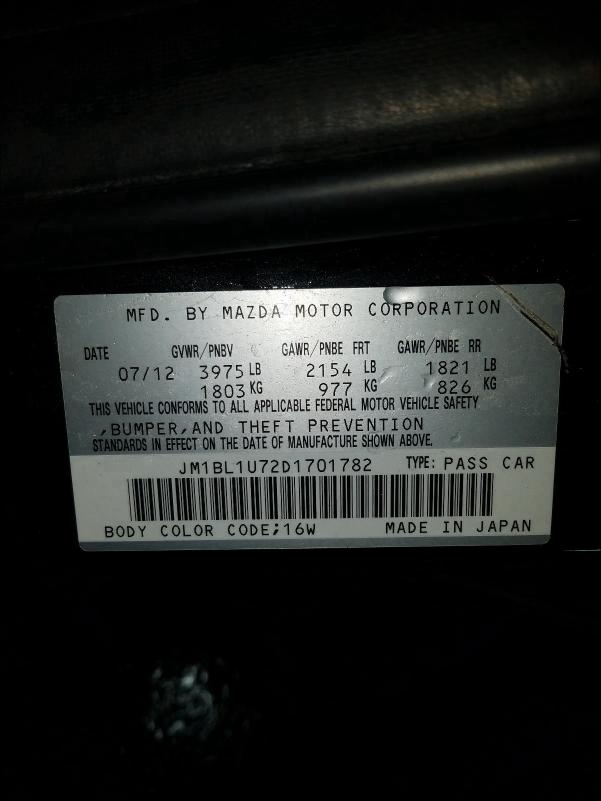 MFD. BY MAZDA MOTOR CORPORATION
DATE GVWR/PNBV GAWR/PNBE FRT GAWR/PNBE RR
07/12 3975 LB 2154 LB 1821 LB
1803 KG 977 KG 826 KG
THIS VEHICLE CONFORMS TO ALL APPLICABLE FEDERAL MOTOR VEHICLE SAFETY
,BUMPER,AND THEFT PREVENTION
STANDARDS IN EFFECT ON THE DATE OF MANUFACTURE SHOWN ABOVE.
JM1BL1U72D1701782 TYPE: PASS CAR
BODY COLOR CODE;16W MADE IN JAPAN